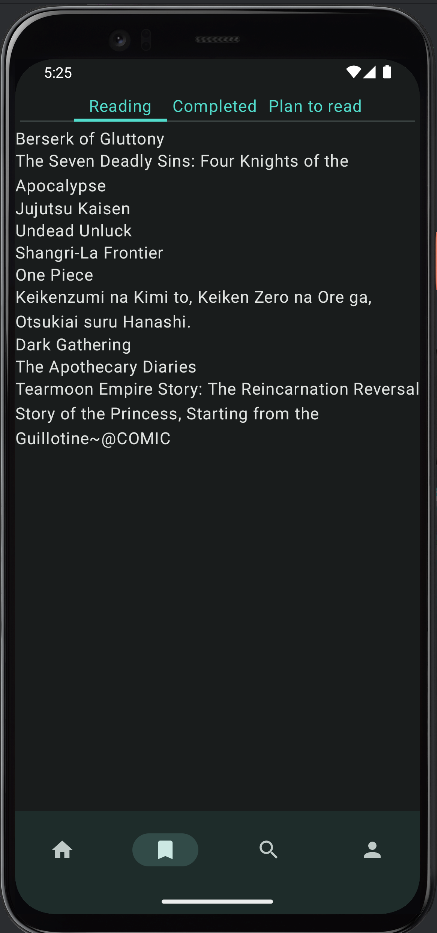 5:25
Reading Completed Plan to read
Berserk of Gluttony
The Seven Deadly Sins: Four Knights of the
Apocalypse
Jujutsu Kaisen
Undead Unluck
Shangri-La Frontier
One Piece
Keikenzumi na Kimi to, Keiken Zero na Ore ga,
Otsukiai suru Hanashi.
Dark Gathering
The Apothecary Diaries
Tearmoon Empire Story: The Reincarnation Reversal
Story of the Princess, Starting from the
Guillotine~@COMIC